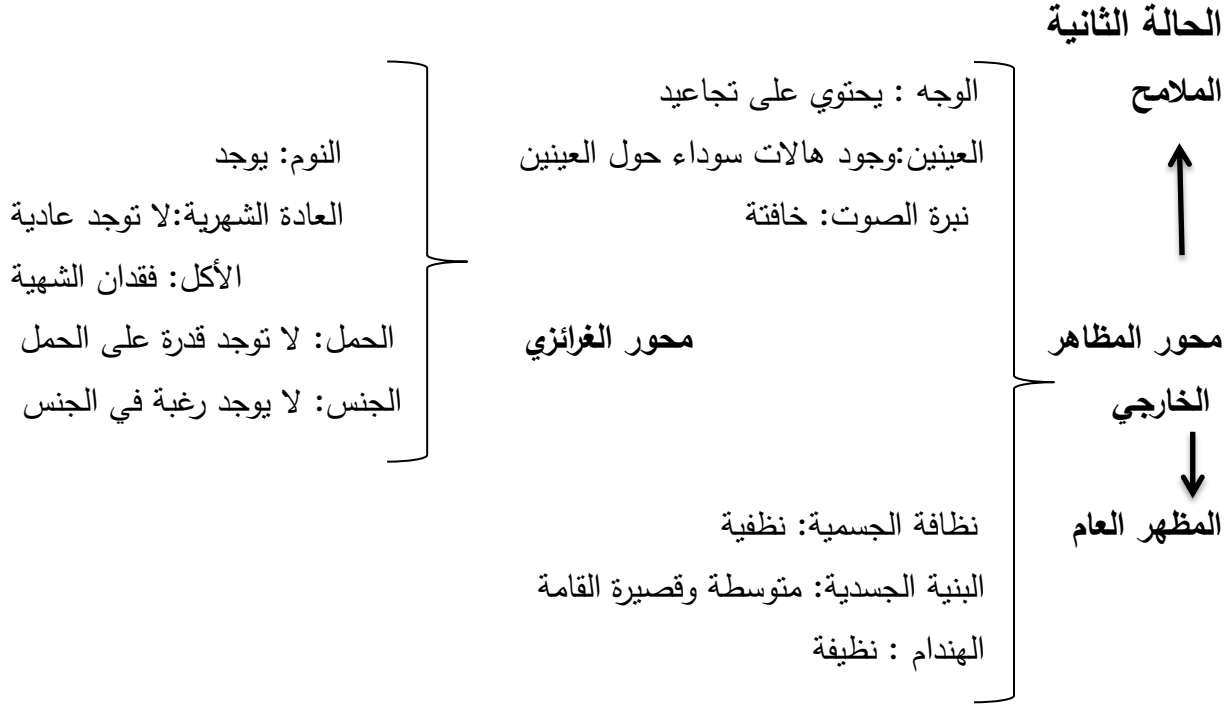 الحالة الثانية
الملامح
الوجه : يحتوي على تجاعيد
العينين:وجود هالات سوداء حول العينين
نبرة الصوت: خافتة
محور المظاهر
الخارجي
المظهر العام
نظافة الجسمية: نظفية
البنية الجسدية: متوسطة وقصيرة القامة
الهندام : نظيفة
محور الغرائزي
النوم: يوجد
العادة الشهرية:لا توجد عادية
الأكل: فقدان الشهية
الحمل: لا توجد قدرة على الحمل
الجنس: لا يوجد رغبة في الجنس